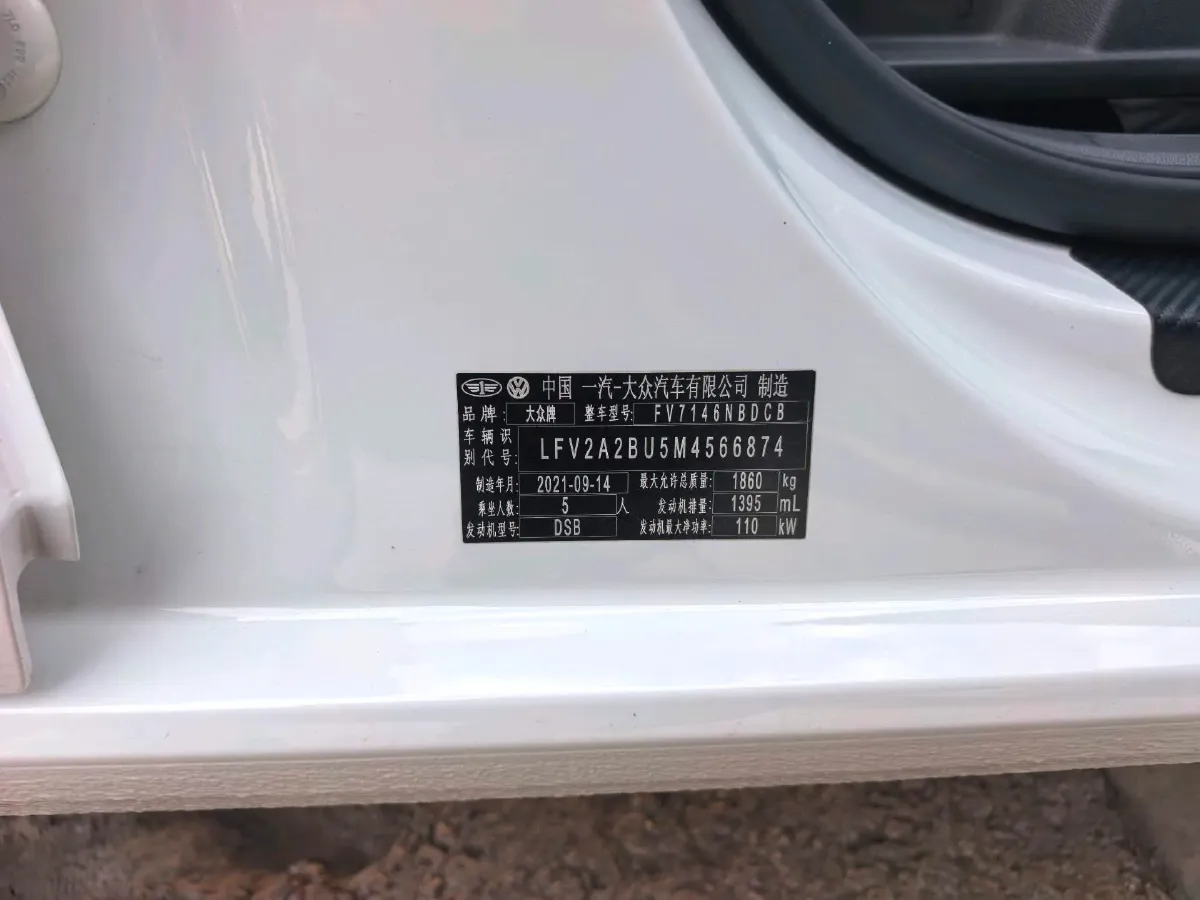 中国 一汽-大众汽车有限公司 制造
品牌: 大众牌 整车型号: FV7146NBDCB
车辆识别代号: LFV2A2BU5M4566874
制造年月: 2021-09-14 最大允许总质量: 1860 kg
乘坐人数: 5 人 发动机排量: 1395 mL
发动机型号: DSB 发动机最大净功率: 110 kW